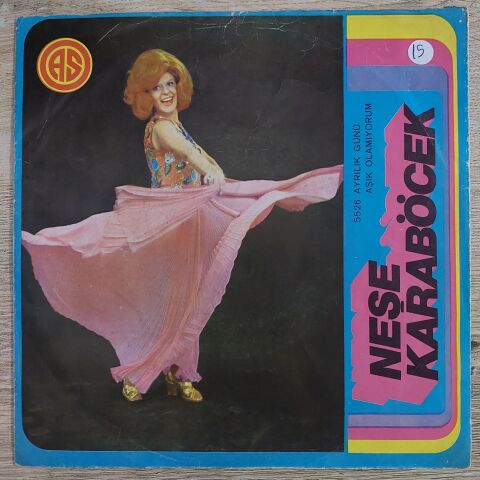 AS
15
5526 AYRILIK GÜNÜ
AŞIK OLAMIYORUM
NEŞE
KARABÖCEK